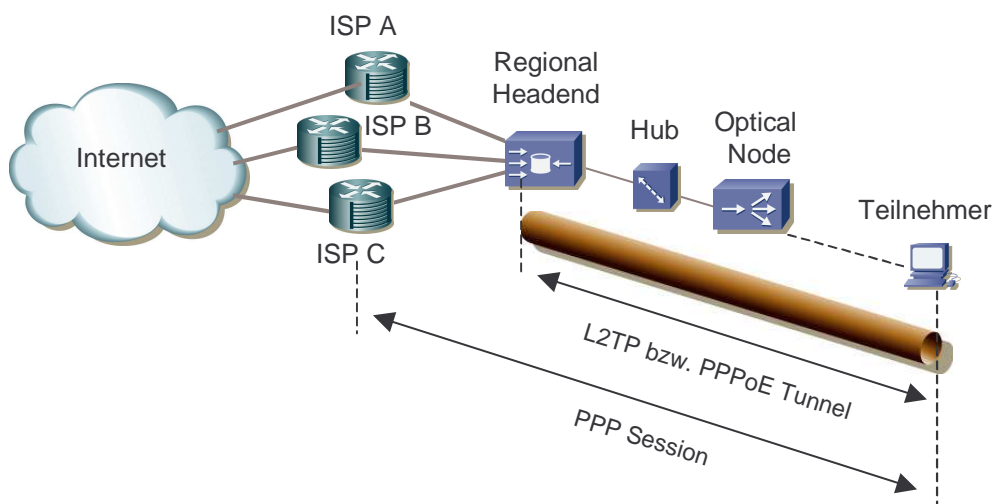 ISP A
Regional
Headend
ISP B
Hub
Optical
Node
Internet
Teilnehmer
ISP C
L2TP bzw. PPPoE Tunnel
PPP Session